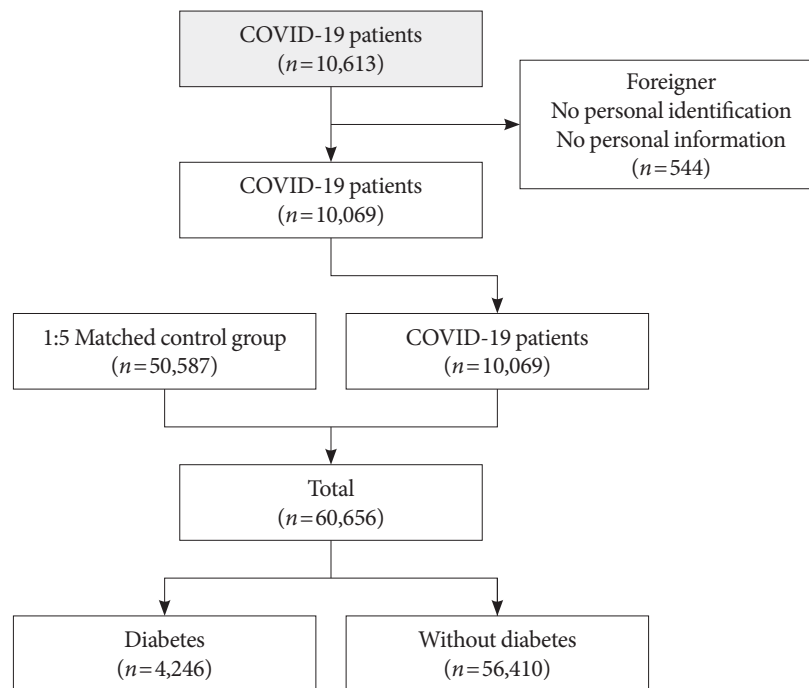 COVID-19 patients
(n=10,613)
Foreigner
No personal identification
No personal information
(n=544)
COVID-19 patients
(n=10,069)
1:5 Matched control group
(n=50,587)
COVID-19 patients
(n=10,069)
Total
(n=60,656)
Diabetes
(n=4,246)
Without diabetes
(n=56,410)